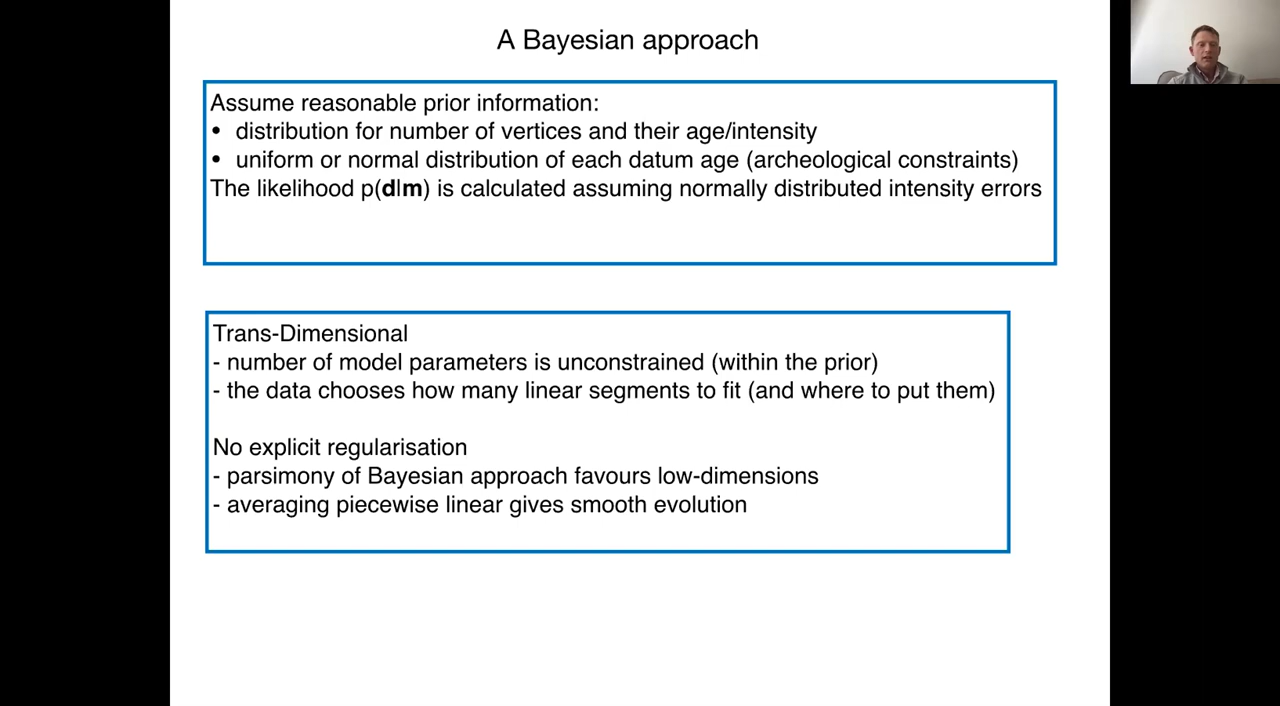 A Bayesian approach
Assume reasonable prior information:
• distribution for number of vertices and their age/intensity
• uniform or normal distribution of each datum age (archeological constraints)
The likelihood p(d|m) is calculated assuming normally distributed intensity errors
Trans-Dimensional
- number of model parameters is unconstrained (within the prior)
- the data chooses how many linear segments to fit (and where to put them)
No explicit regularisation
- parsimony of Bayesian approach favours low-dimensions
- averaging piecewise linear gives smooth evolution